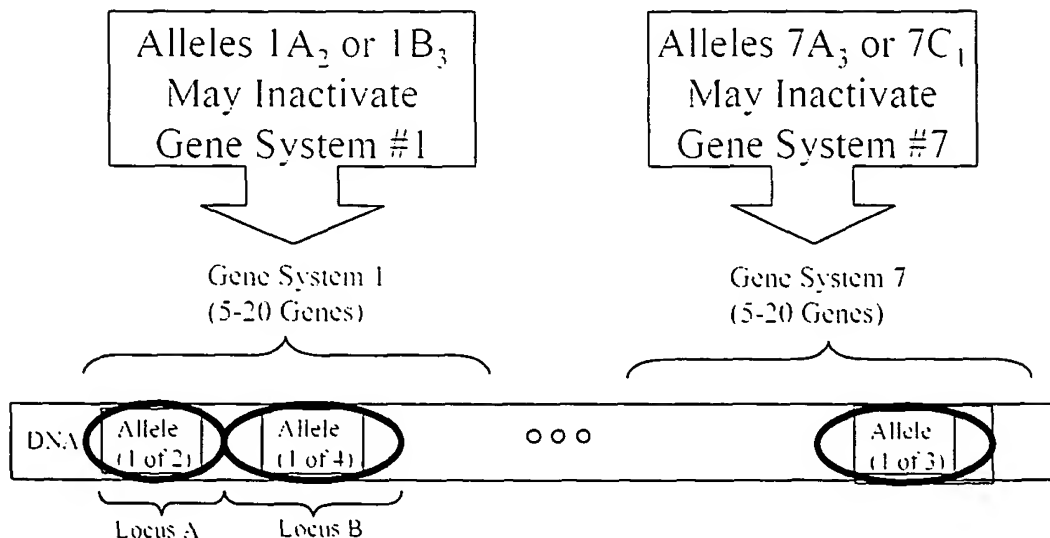 Alleles 1A2 or 1B3
May Inactivate
Gene System #1
Alleles 7A3 or 7C1
May Inactivate
Gene System #7
Gene System 1
(5-20 Genes)
Gene System 7
(5-20 Genes)
DNA
Allele
(1 of 2)
Allele
(1 of 4)
Allele
(1 of 3)
Locus A
Locus B